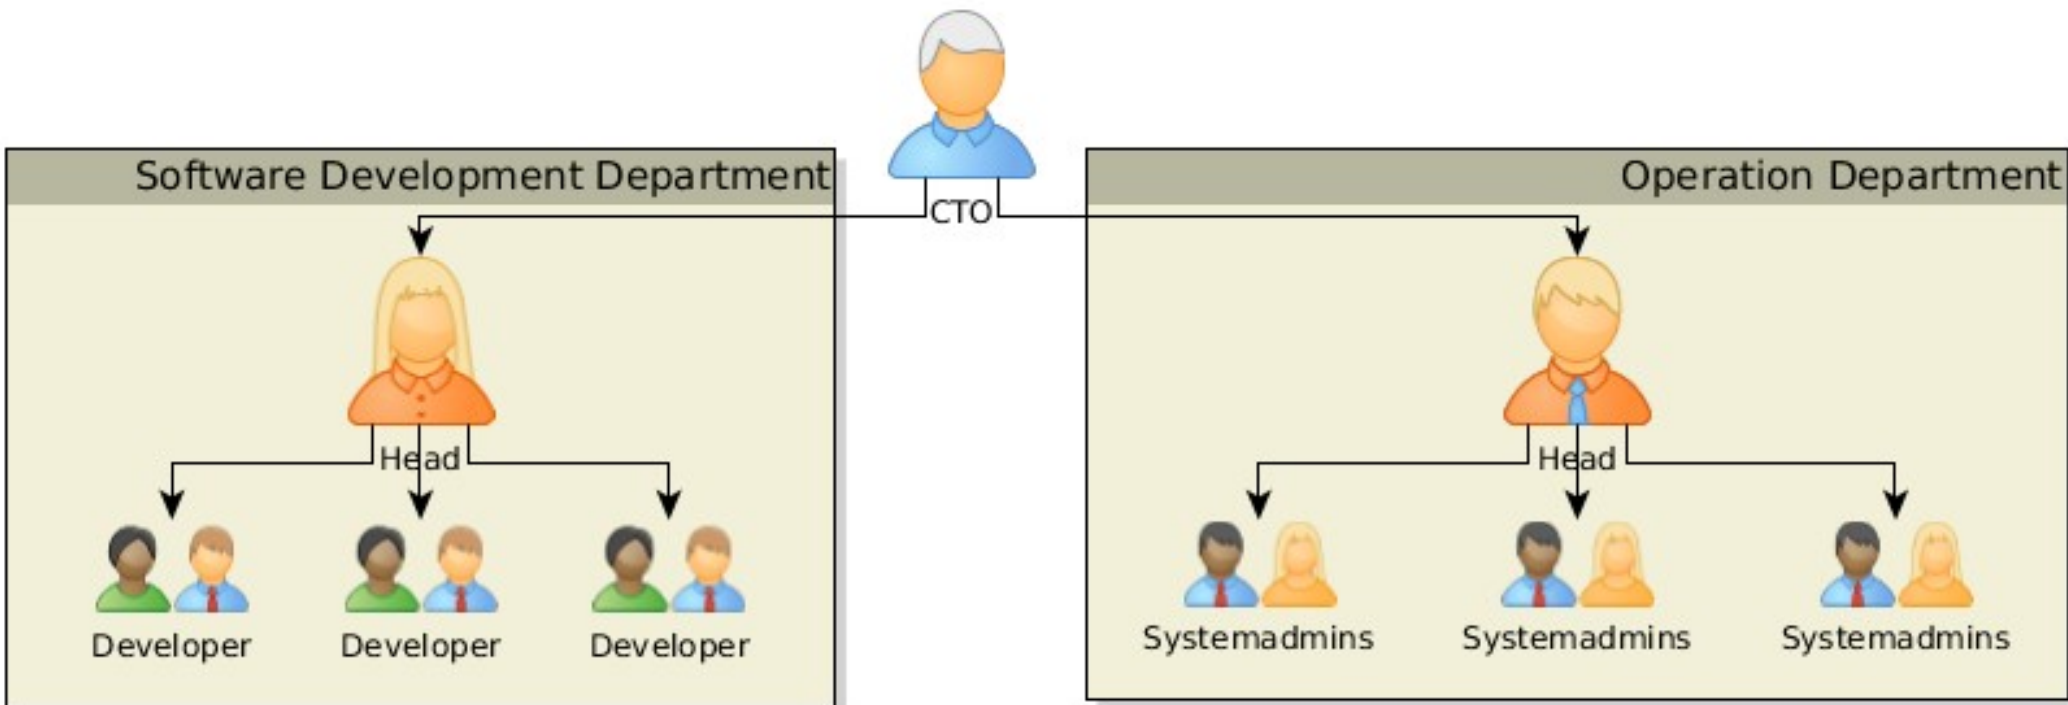 Software Development Department
Operation Department
CTO
Head
Head
Developer
Developer
Developer
Systemadmins
Systemadmins
Systemadmins